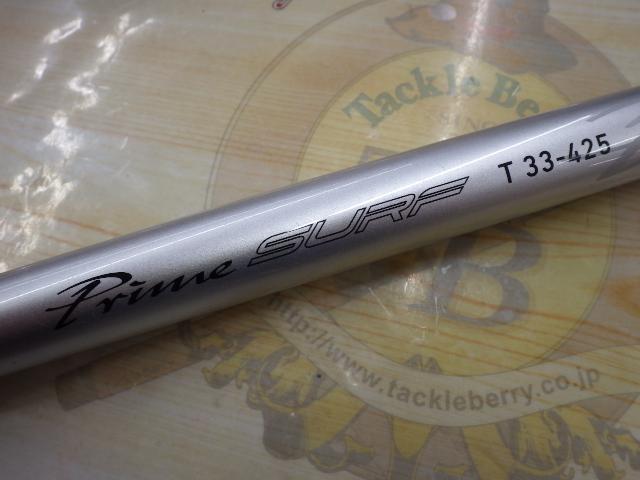 Tackle Be
Prime SURF T 33-425
B
http://www.tackleberry.co.jp